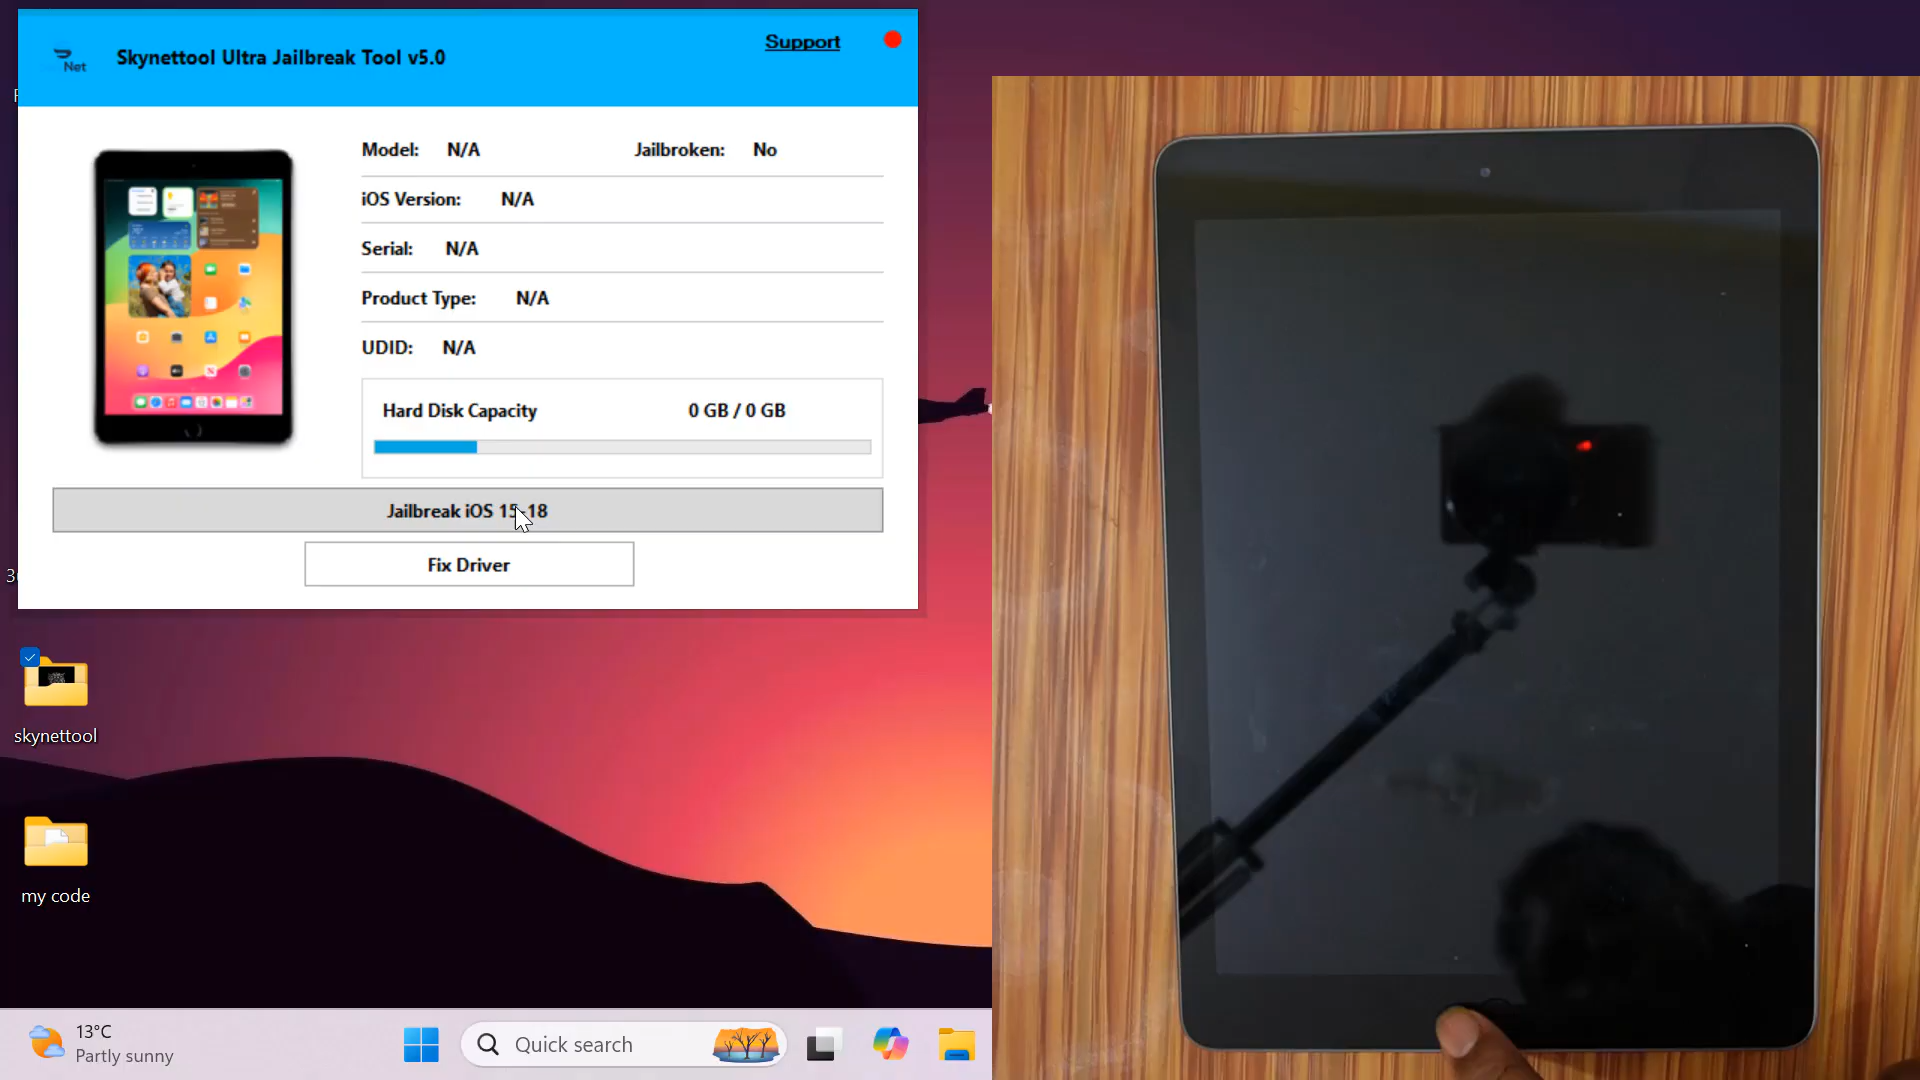 Net
Skynettool Ultra Jailbreak Tool v5.0
Support
Model: N/A
Jailbroken: No
iOS Version: N/A
Serial: N/A
Product Type: N/A
UDID: N/A
Hard Disk Capacity
0 GB / 0 GB
Jailbreak iOS 15-18
Fix Driver
skynettool
my code
13°C
Partly sunny
Quick search